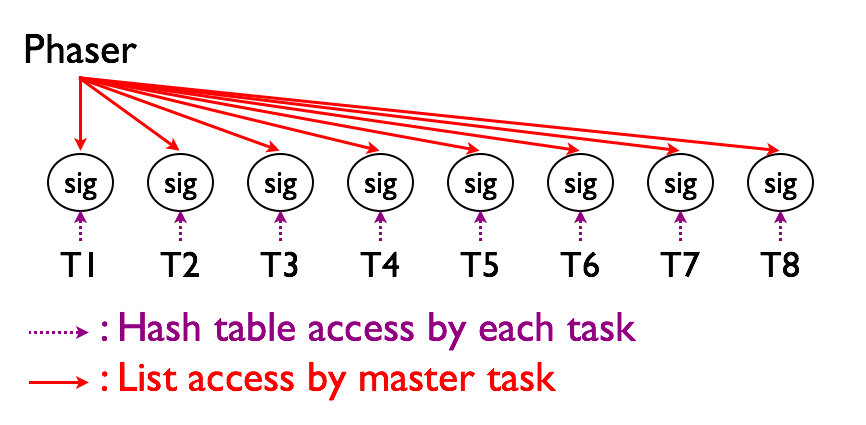 Phaser
sig sig sig sig sig sig sig sig
T1 T2 T3 T4 T5 T6 T7 T8
: Hash table access by each task
: List access by master task